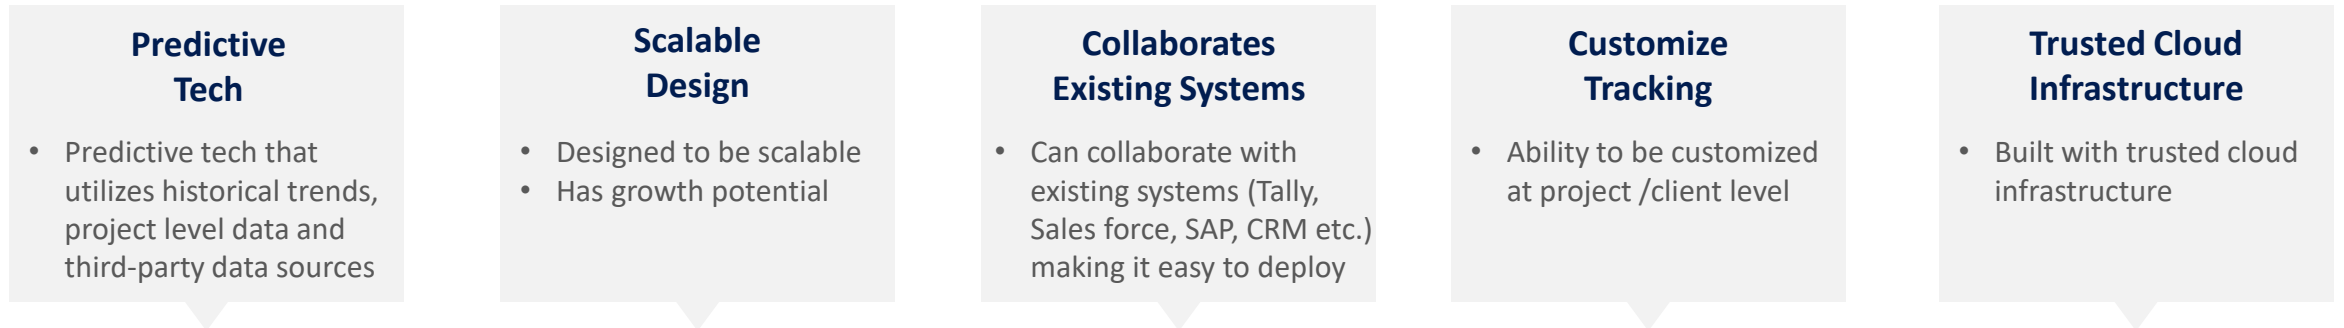 Predictive
Tech
• Predictive tech that
utilizes historical trends,
project level data and
third-party data sources
Scalable
Design
• Designed to be scalable
• Has growth potential
Collaborates
Existing Systems
• Can collaborate with
existing systems (Tally,
Sales force, SAP, CRM etc.)
making it easy to deploy
Customize
Tracking
• Ability to be customized
at project /client level
Trusted Cloud
Infrastructure
• Built with trusted cloud
infrastructure